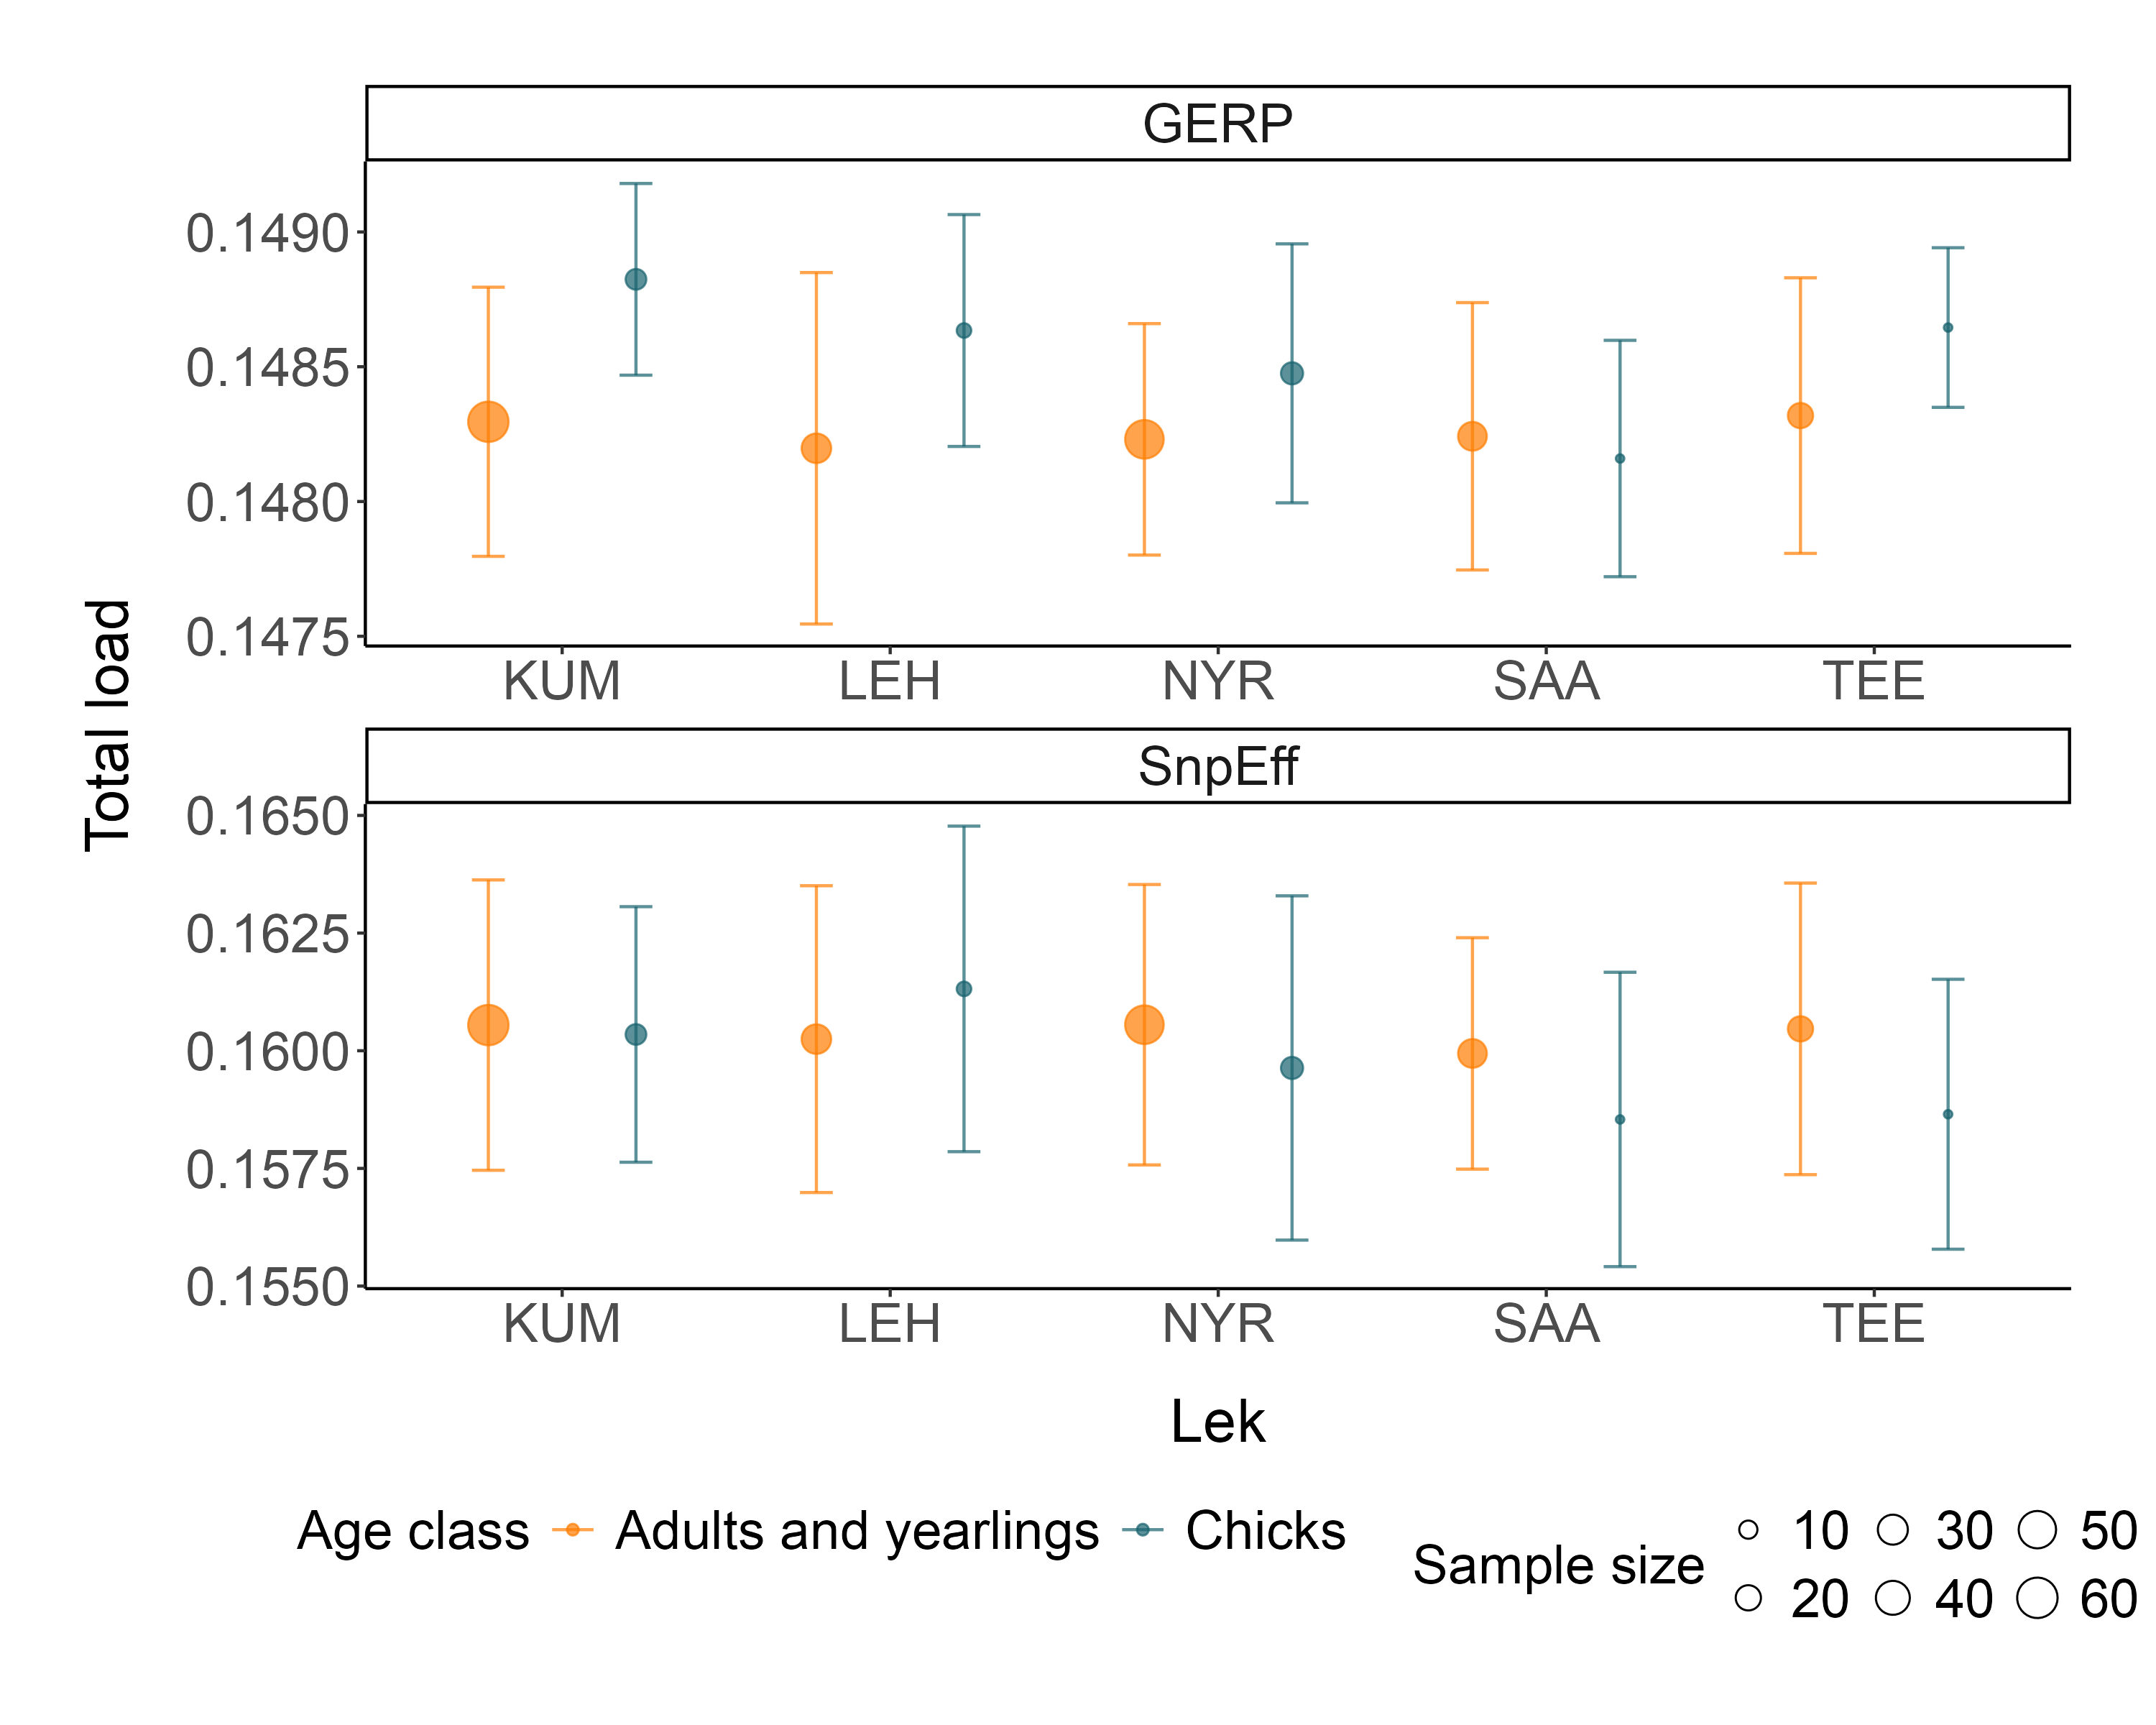 GERP
0.1490
0.1485
0.1480
0.1475
KUM LEH NYR SAA TEE
Total load
SnpEff
0.1650
0.1625
0.1600
0.1575
0.1550
KUM LEH NYR SAA TEE
Lek
Age class Adults and yearlings Chicks
Sample size
10 30 50
20 40 60